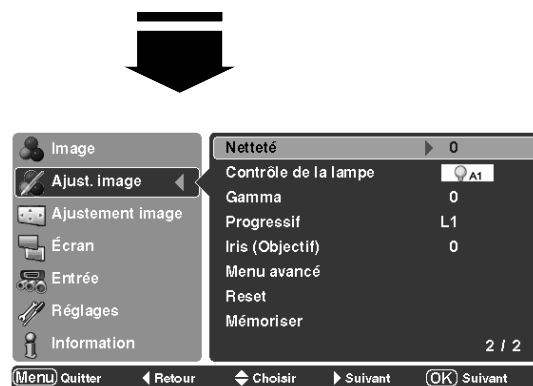 Image
Ajust. image
Ajustement image
Écran
Entrée
Réglages
Information
Netteté 0
Contrôle de la lampe A1
Gamma 0
Progressif L1
Iris (Objectif) 0
Menu avancé
Reset
Mémoriser
2 / 2
Menu Quitter Retour Choisir Suivant OK Suivant